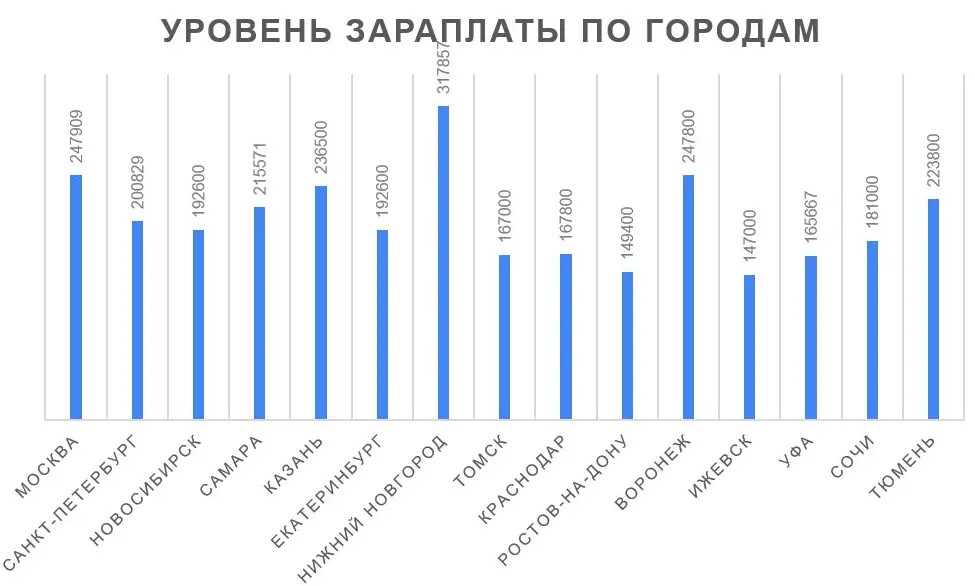 УРОВЕНЬ ЗАРАПЛАТЫ ПО ГОРОДАМ
247909
200829
192600
215571
236500
192600
317857
167000
167800
149400
247800
147000
165667
181000
223800
МОСКВА
САНКТ-ПЕТЕРБУРГ
НОВОСИБИРСК
САМАРА
КАЗАНЬ
ЕКАТЕРИНБУРГ
НИЖНИЙ НОВГОРОД
ТОМСК
КРАСНОДАР
РОСТОВ-НА-ДОНУ
ВОРОНЕЖ
ИЖЕВСК
УФА
СОЧИ
ТЮМЕНЬ